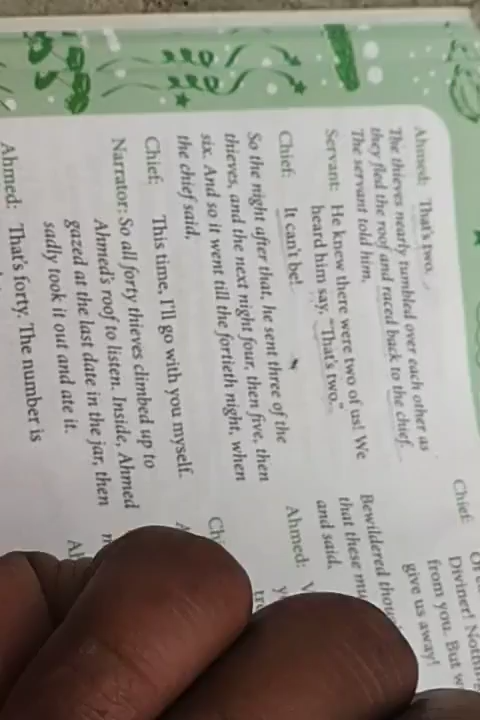 Ahmed: That's two.
The thieves nearly tumbled over each other as
they fled the roof and raced back to the chief.
The servant told him.
Servant: He knew there were two of us! We
heard him say, "That's two."
Chief: It can't be!
So the night after that, he sent three of the
thieves, and the next night four, then five, then
six. And so it went till the fortieth night, when
the chief said,
Chief: This time, I'll go with you myself.
Narrator: So all forty thieves climbed up to
Ahmed's roof to listen. Inside, Ahmed
gazed at the last date in the jar, then
sadly took it out and ate it.
Ahmed: That's forty. The number is
Chief:
Diviner!
from you. But
give us away!
Bewildered
that these
and said,
Ahmed: